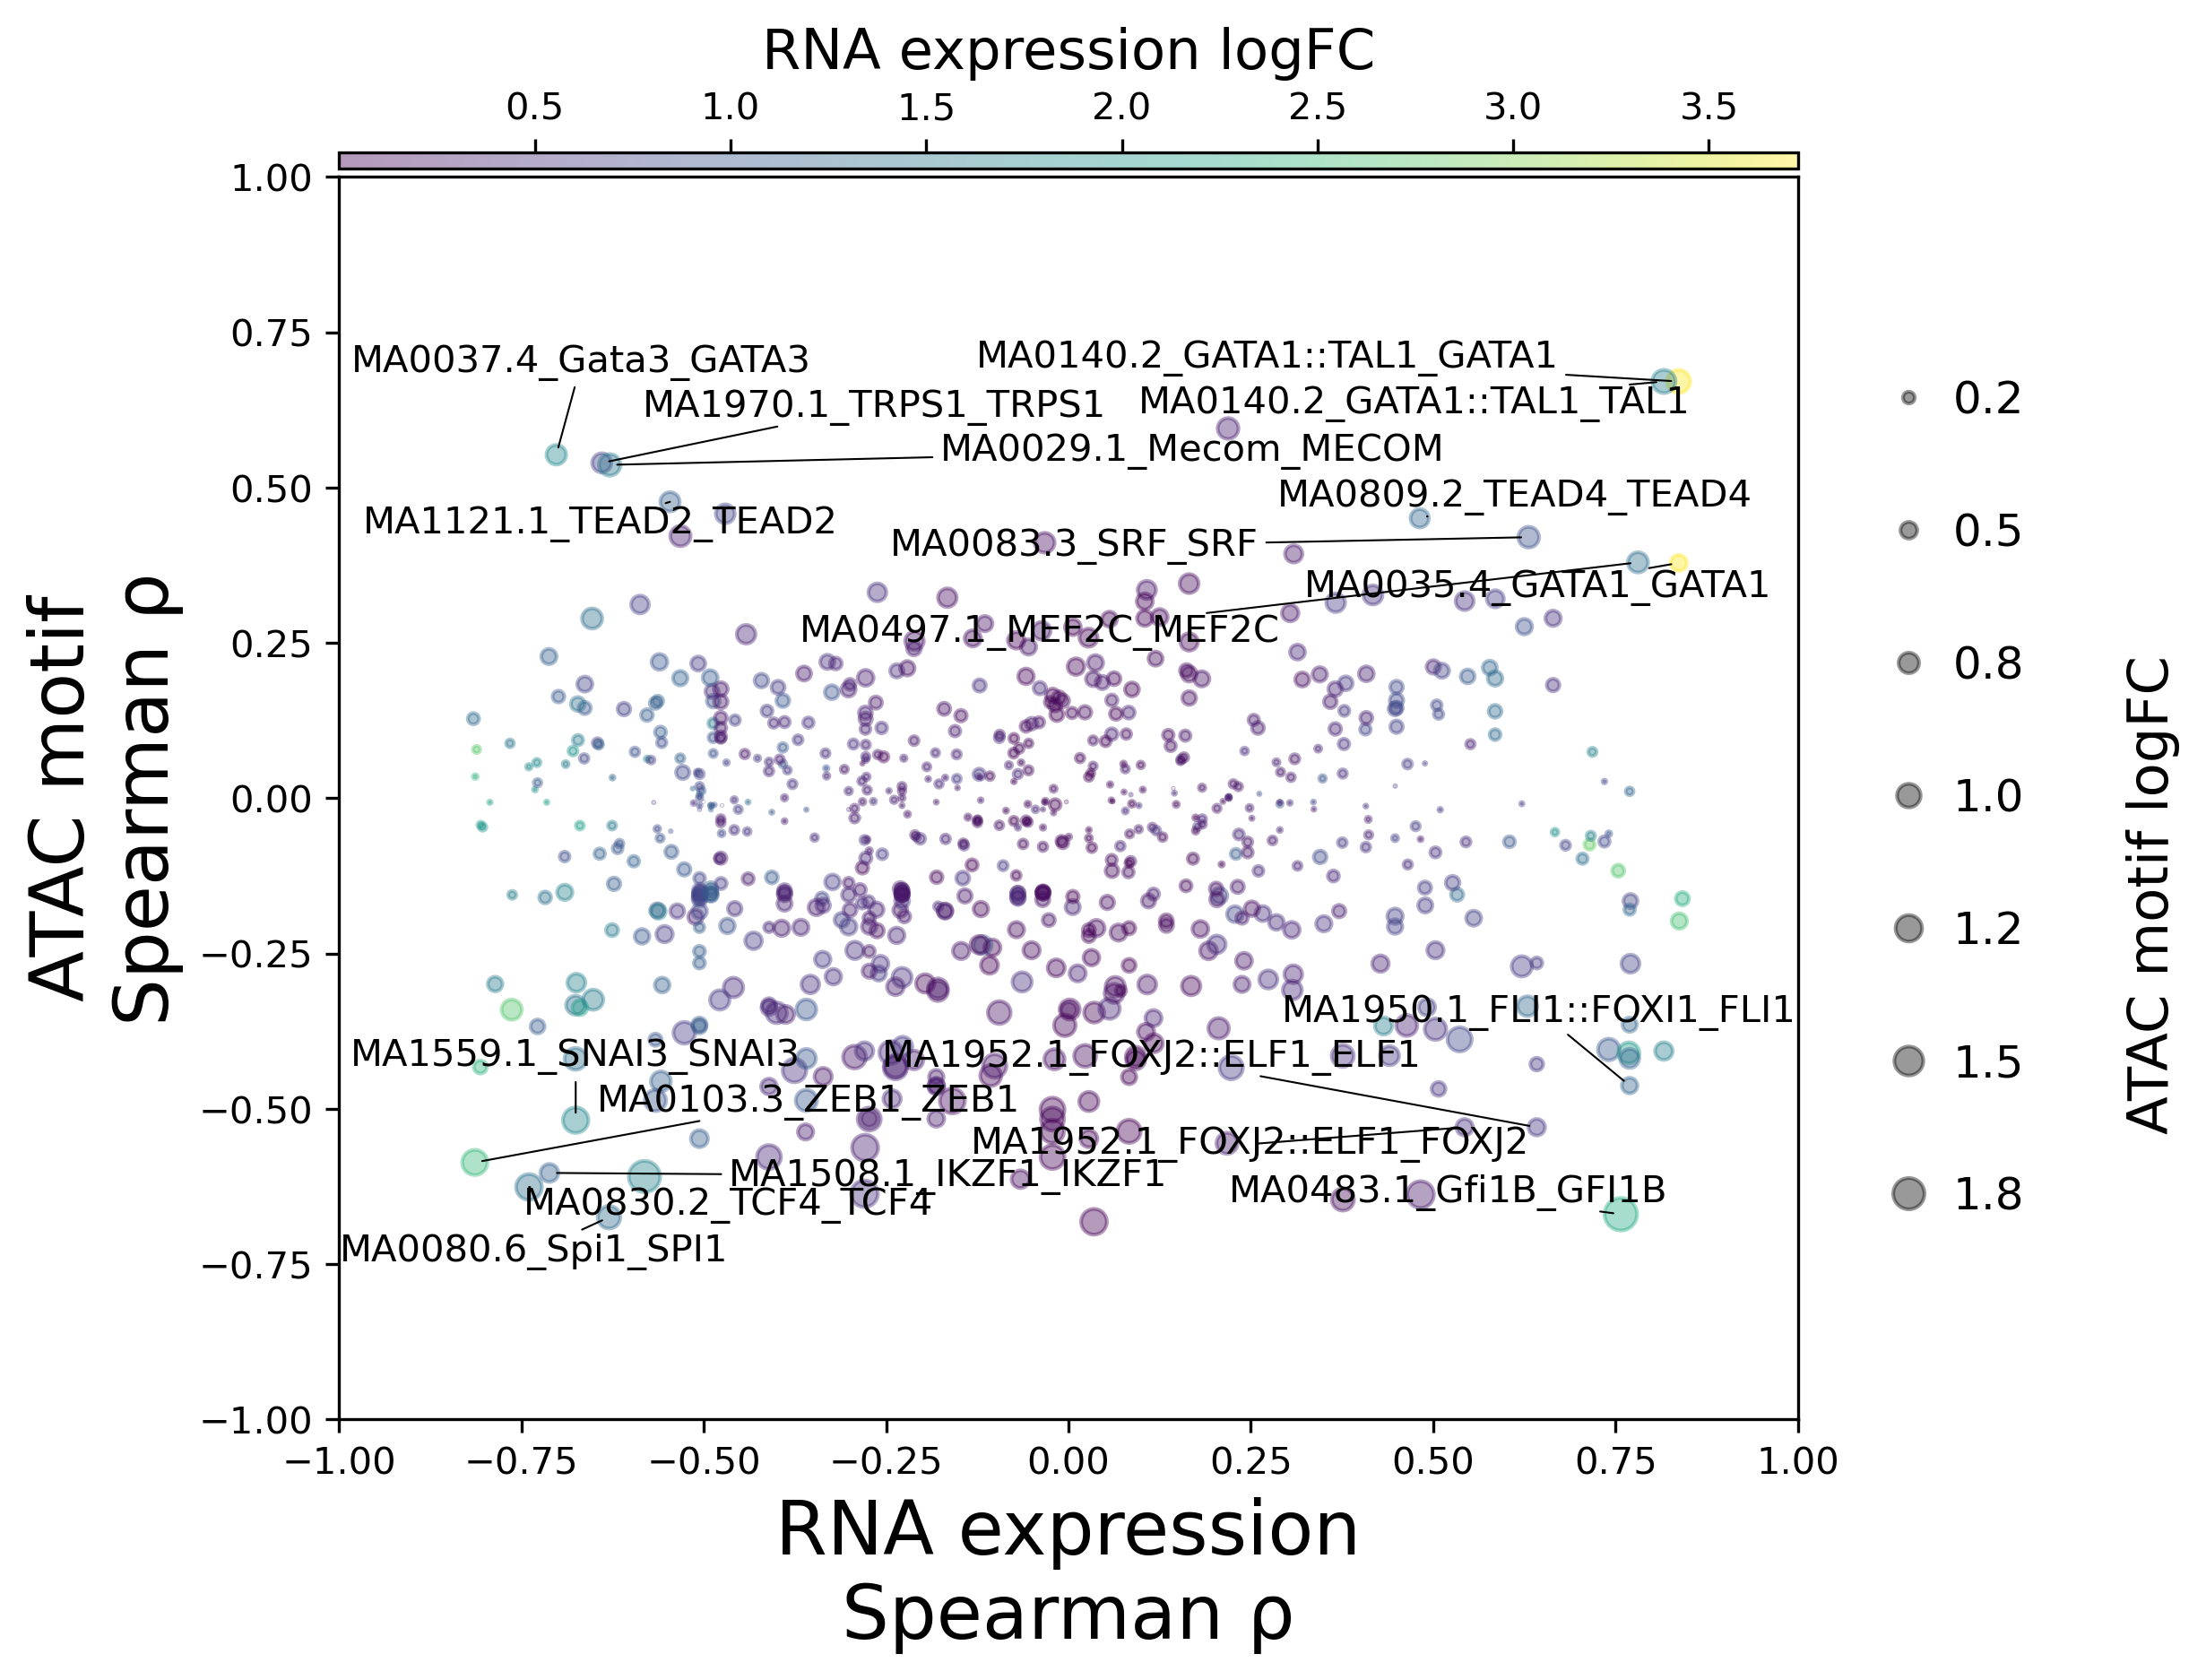 RNA expression logFC
0.5 1.0 1.5 2.0 2.5 3.0 3.5
1.00
0.75
0.50
0.25
0.00
−0.25
−0.50
−0.75
−1.00
ATAC motif
Spearman ρ
MA0037.4_Gata3_GATA3
MA0140.2_GATA1::TAL1_GATA1
MA1970.1_TRPS1_TRPS1
MA0140.2_GATA1::TAL1_TAL1
MA0029.1_Mecom_MECOM
MA0809.2_TEAD4_TEAD4
MA1121.1_TEAD2_TEAD2
MA0083.3_SRF_SRF
MA0035.4_GATA1_GATA1
MA0497.1_MEF2C_MEF2C
MA1950.1_FLI1::FOXI1_FLI1
MA1559.1_SNAI3_SNAI3
MA1952.1_FOXJ2::ELF1_ELF1
MA0103.3_ZEB1_ZEB1
MA1952.1_FOXJ2::ELF1_FOXJ2
MA1508.1_IKZF1_IKZF1
MA0483.1_Gfi1B_GFI1B
MA0830.2_TCF4_TCF4
MA0080.6_Spi1_SPI1
−1.00 −0.75 −0.50 −0.25 0.00 0.25 0.50 0.75 1.00
RNA expression
Spearman ρ
0.2
0.5
0.8
1.0
1.2
1.5
1.8
ATAC motif logFC